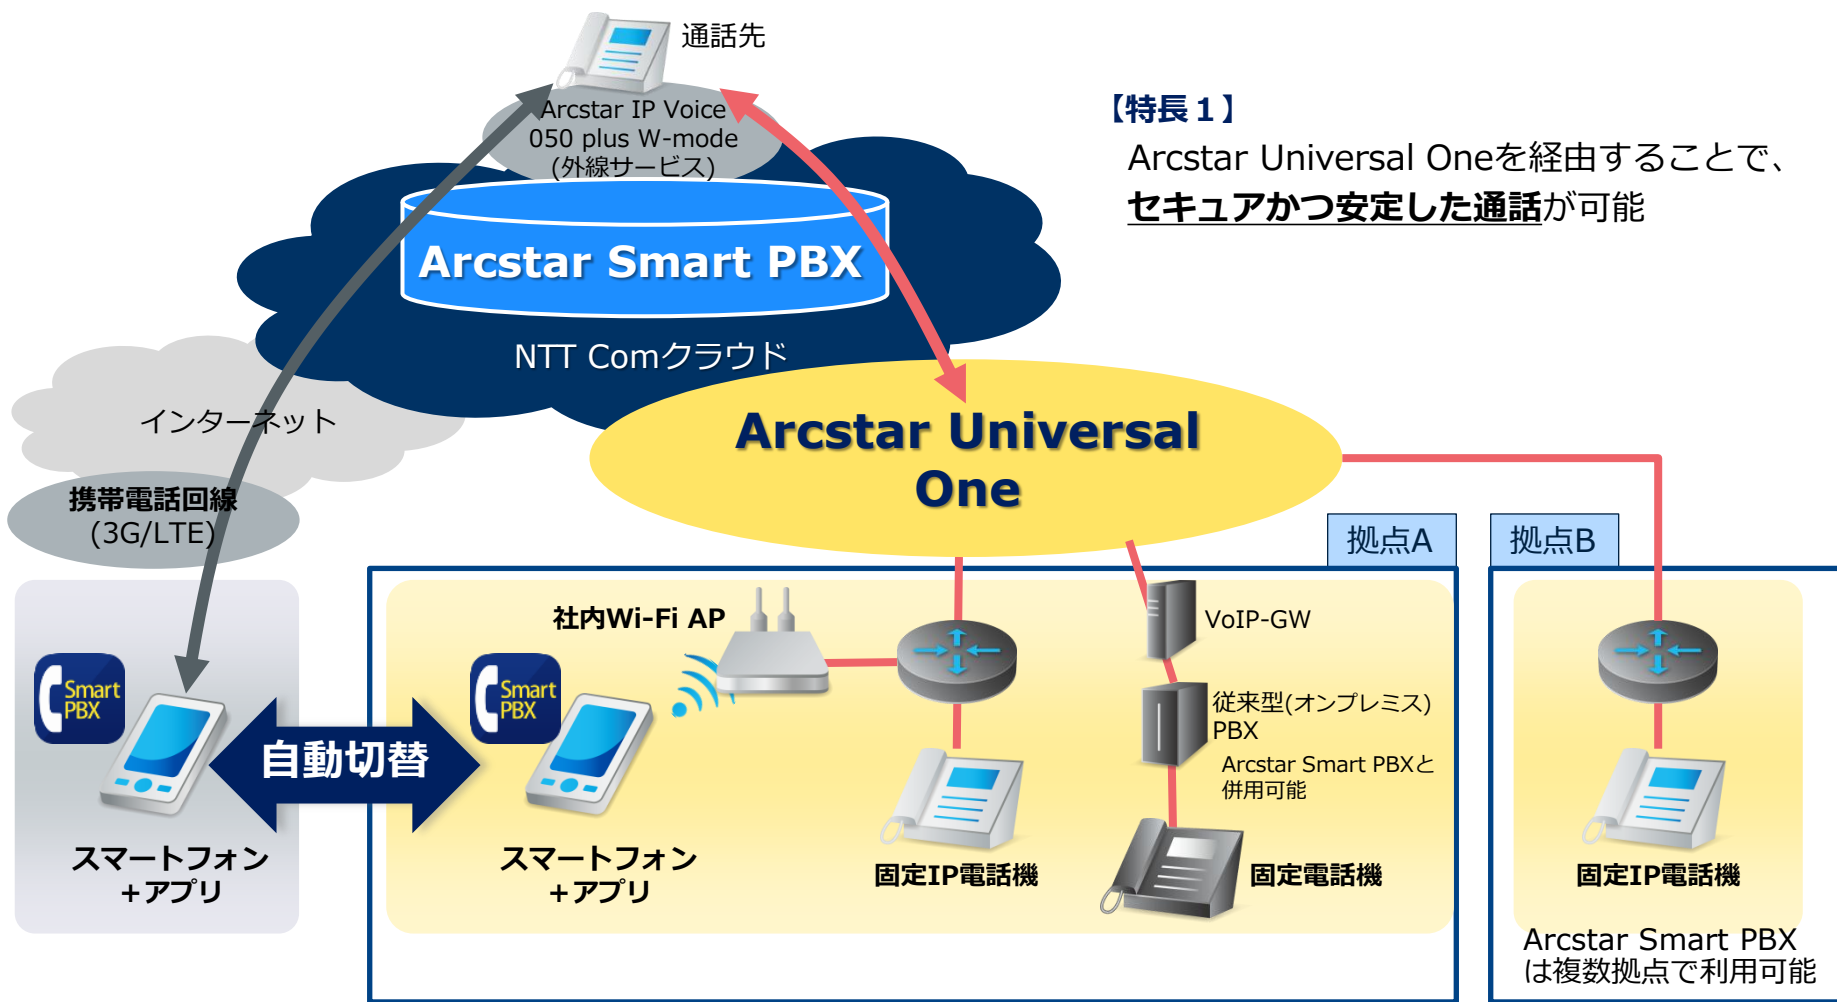 通話先
Arcstar IP Voice
050 plus W-mode
(外線サービス)
【特長１】
Arcstar Universal Oneを経由することで、
セキュアかつ安定した通話が可能
Arcstar Smart PBX
NTT Comクラウド
インターネット
Arcstar Universal
One
携帯電話回線
(3G/LTE)
拠点A
拠点B
社内Wi-Fi AP
VoIP-GW
Smart
PBX
Smart
PBX
従来型(オンプレミス)
PBX
Arcstar Smart PBXと
併用可能
自動切替
スマートフォン
+アプリ
スマートフォン
+アプリ
固定IP電話機
固定電話機
固定IP電話機
Arcstar Smart PBX
は複数拠点で利用可能